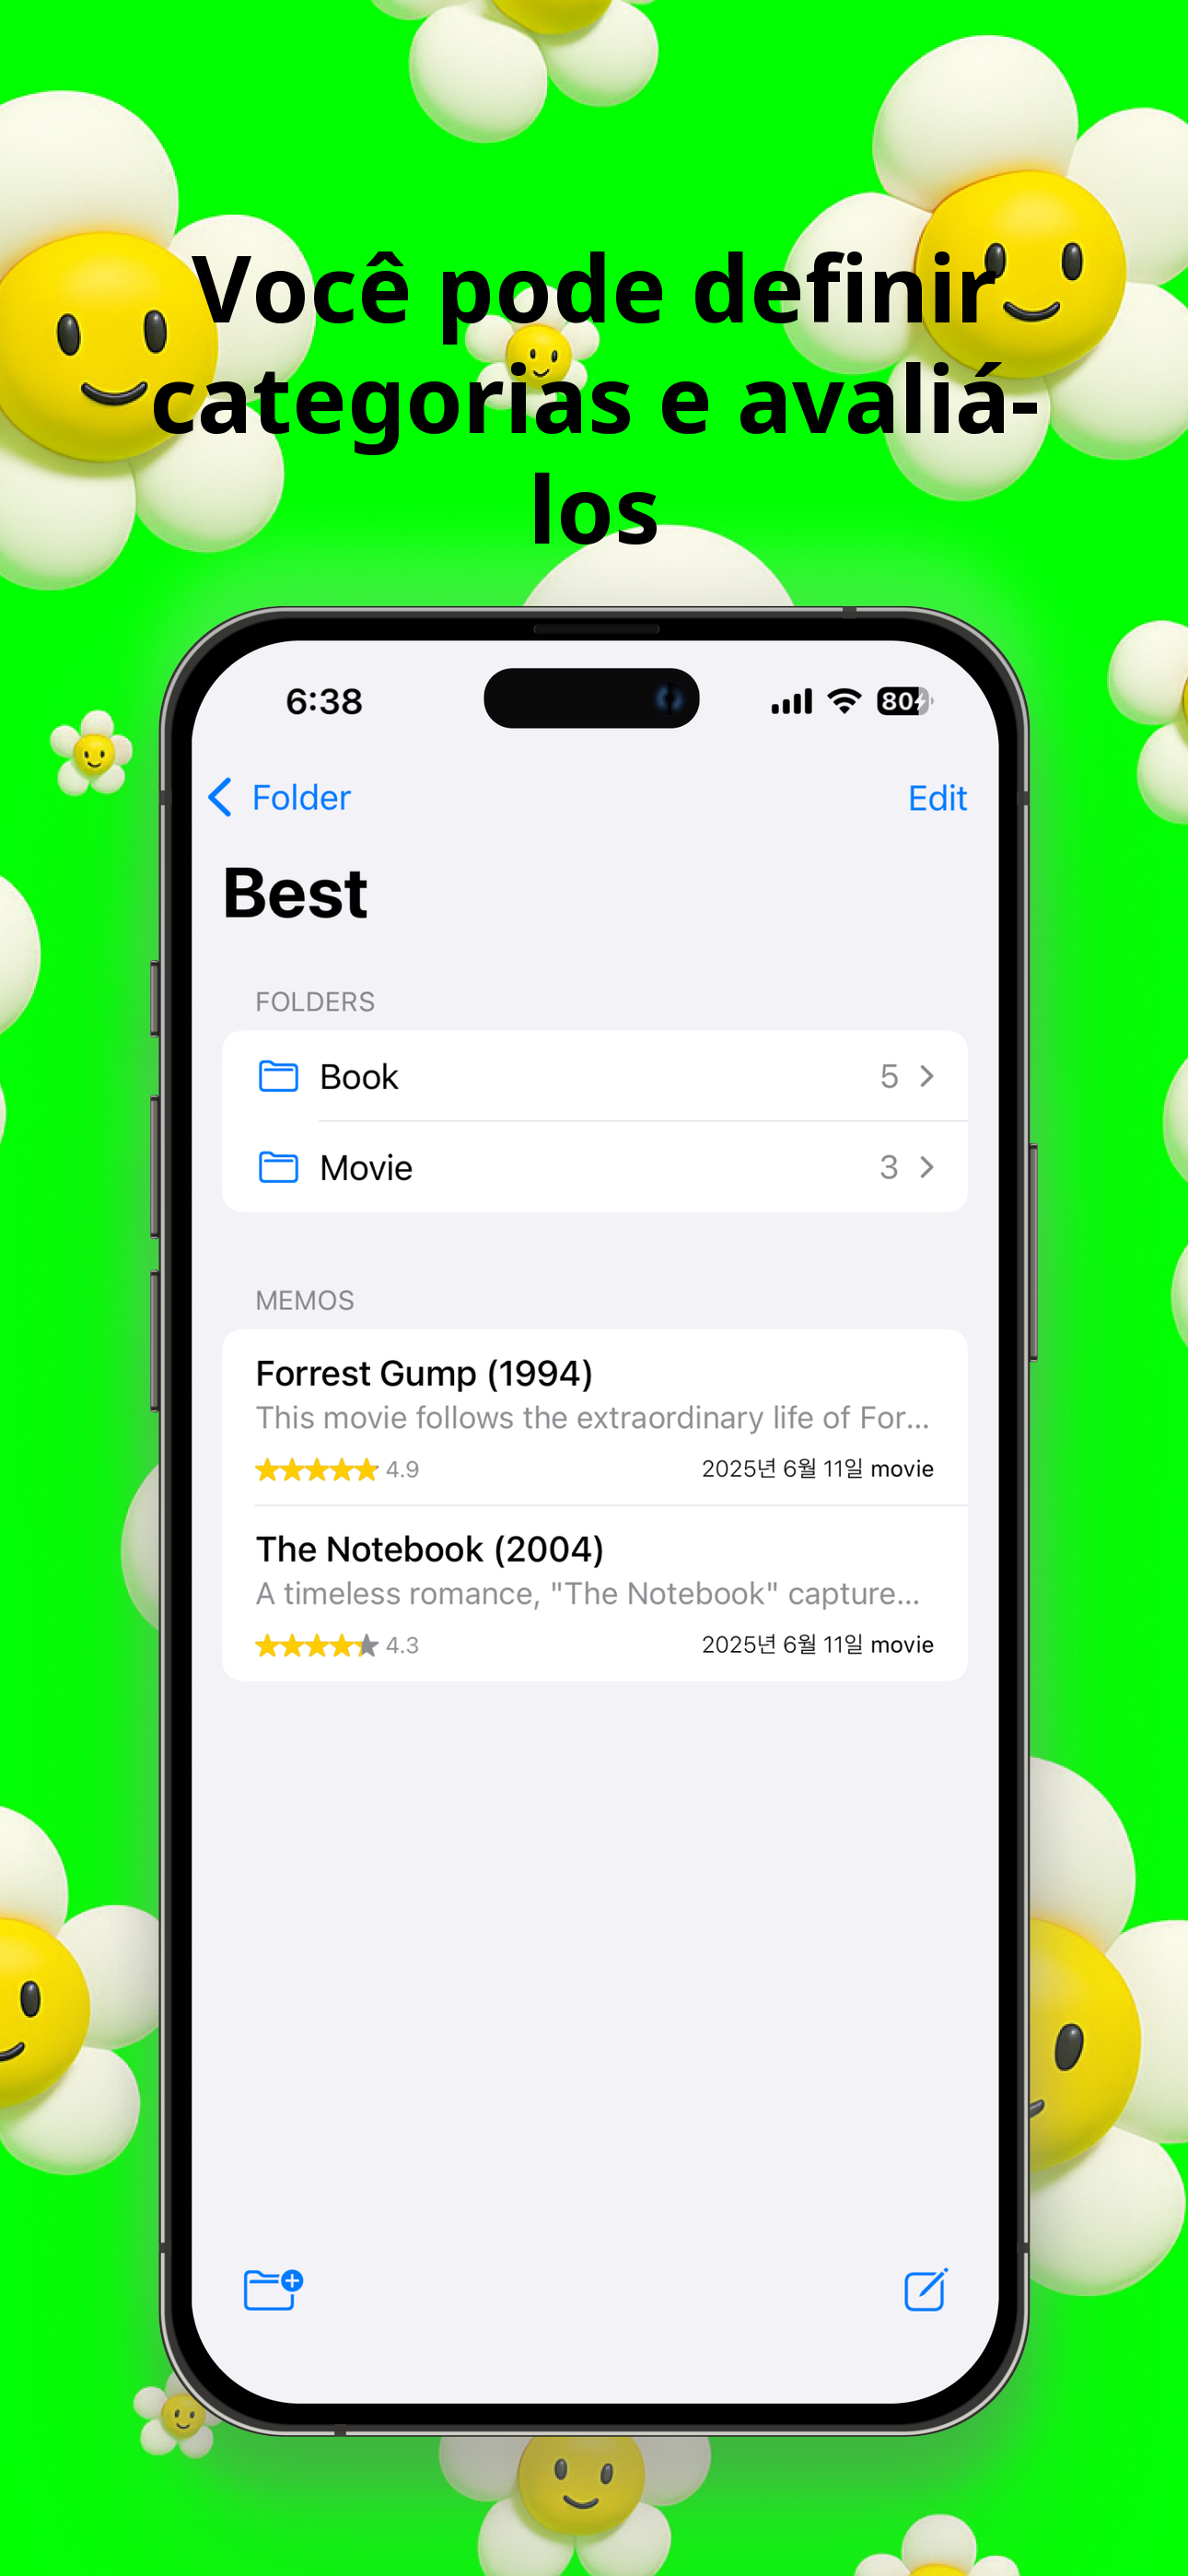 Você pode definir
categorias e avaliá-
los
6:38
80
Folder
Edit
Best
FOLDERS
Book 5
Movie 3
MEMOS
Forrest Gump (1994)
This movie follows the extraordinary life of For...
4.9 2025년 6월 11일 movie
The Notebook (2004)
A timeless romance, "The Notebook" capture...
4.3 2025년 6월 11일 movie